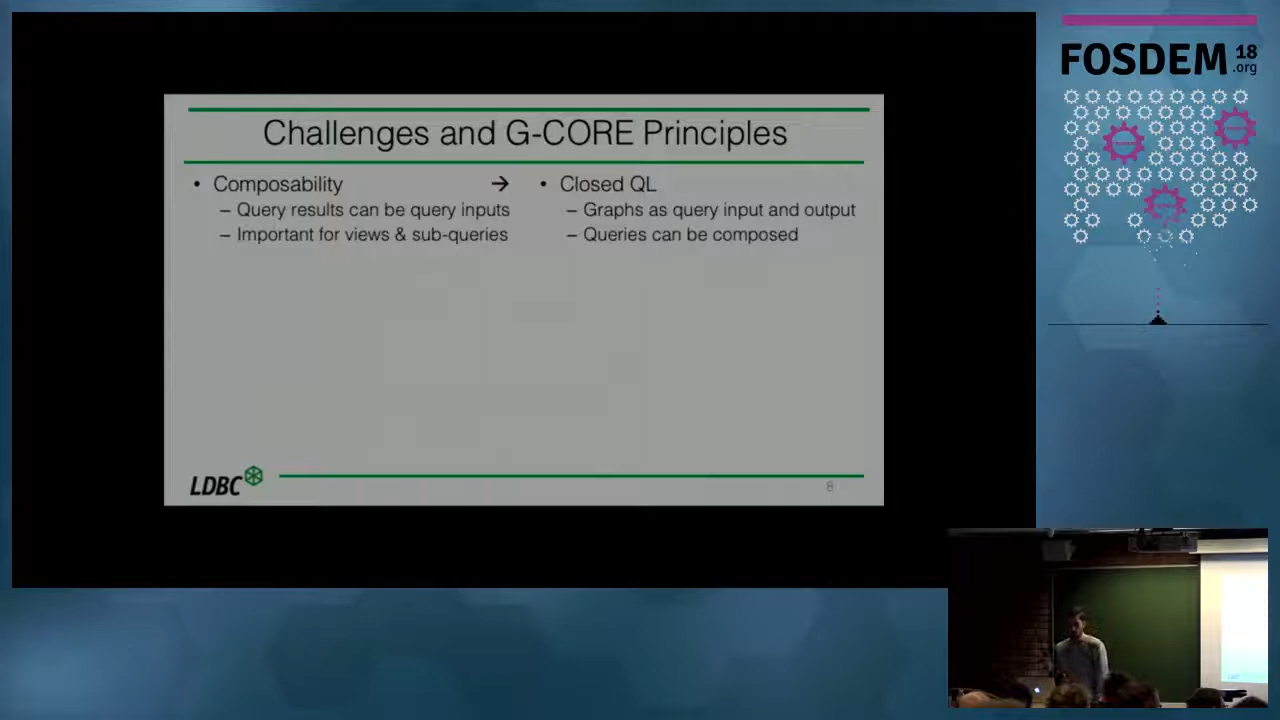 FOSDEM 18
.org
Challenges and G-CORE Principles
• Composability → • Closed QL
– Query results can be query inputs – Graphs as query input and output
– Important for views & sub-queries – Queries can be composed
LDBC 8